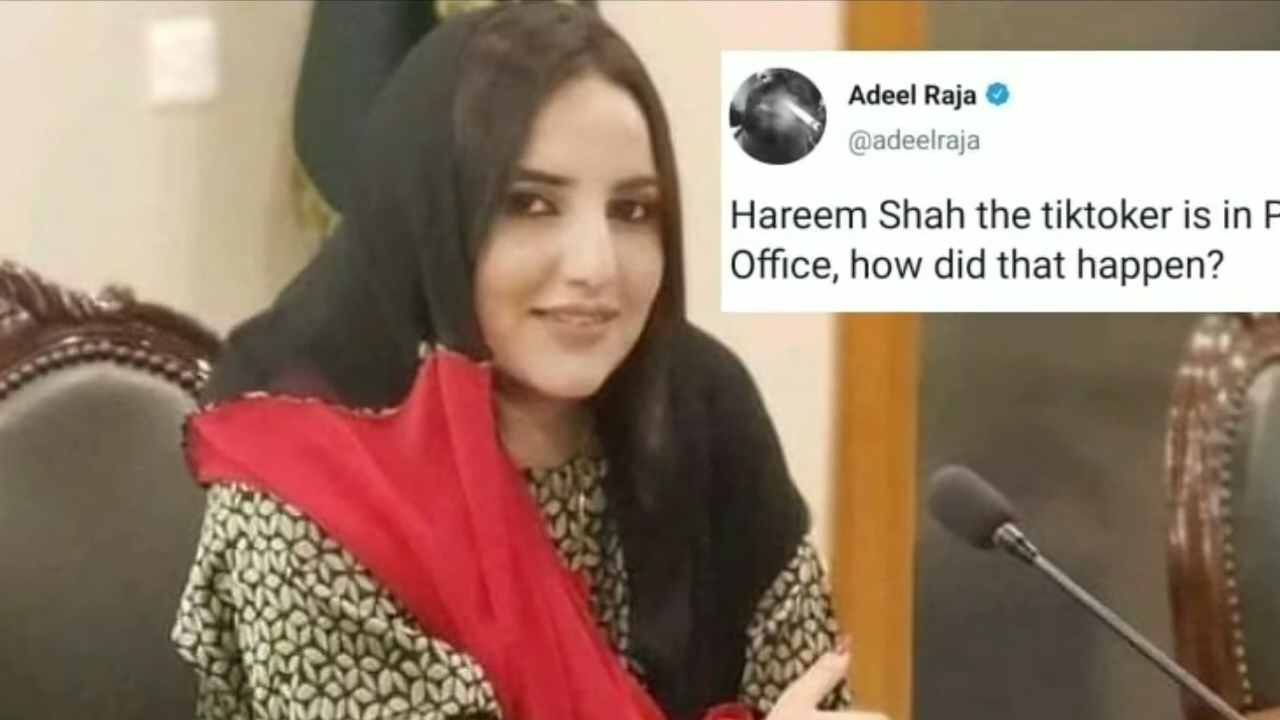 Adeel Raja
@adeelraja
Hareem Shah the tiktoker is in
Office, how did that happen?